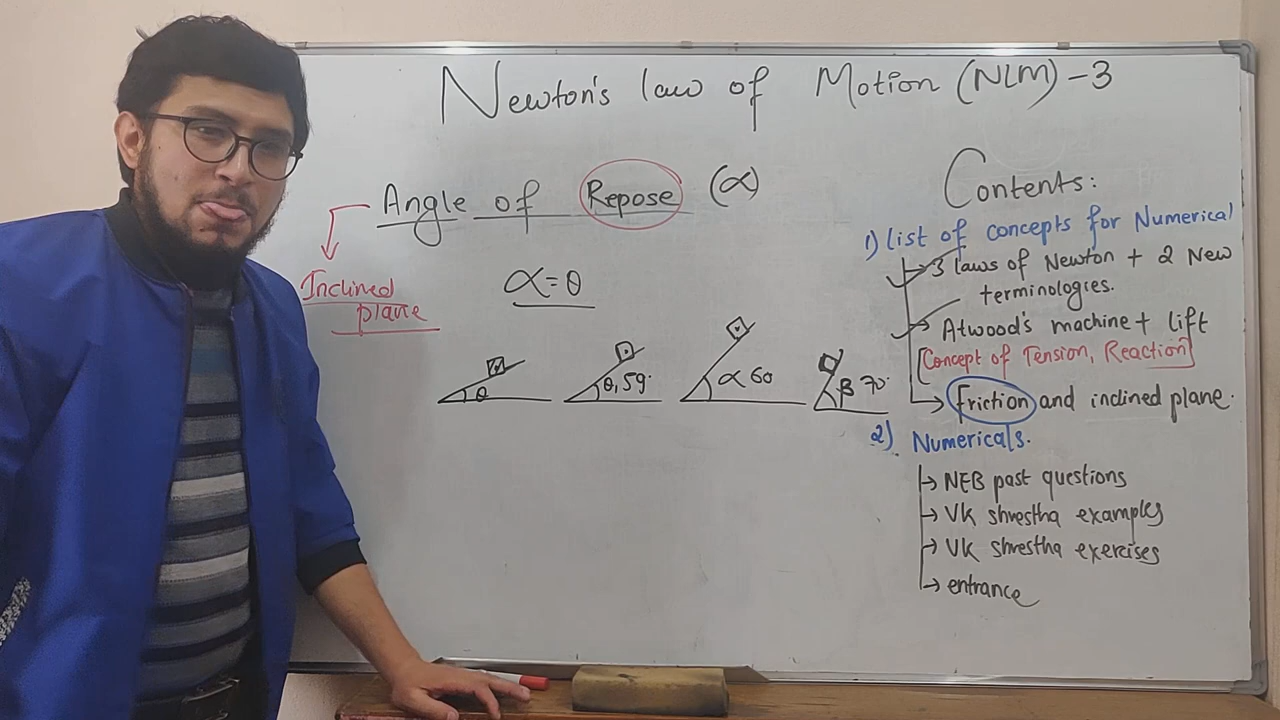 Newton's law of Motion (NLM) - 3
Angle of Repose (α)
Inclined
plane
α = θ
θ
θ, 59°
α 60
β 70°
Contents:
1) list of concepts for Numerical
→ 3 laws of Newton + 2 New
terminologies.
→ Atwood's machine + lift
[Concept of Tension, Reaction]
→ friction and inclined plane.
2) Numericals.
→ NEB past questions
→ VK shrestha examples
→ VK shrestha exercises
→ entrance